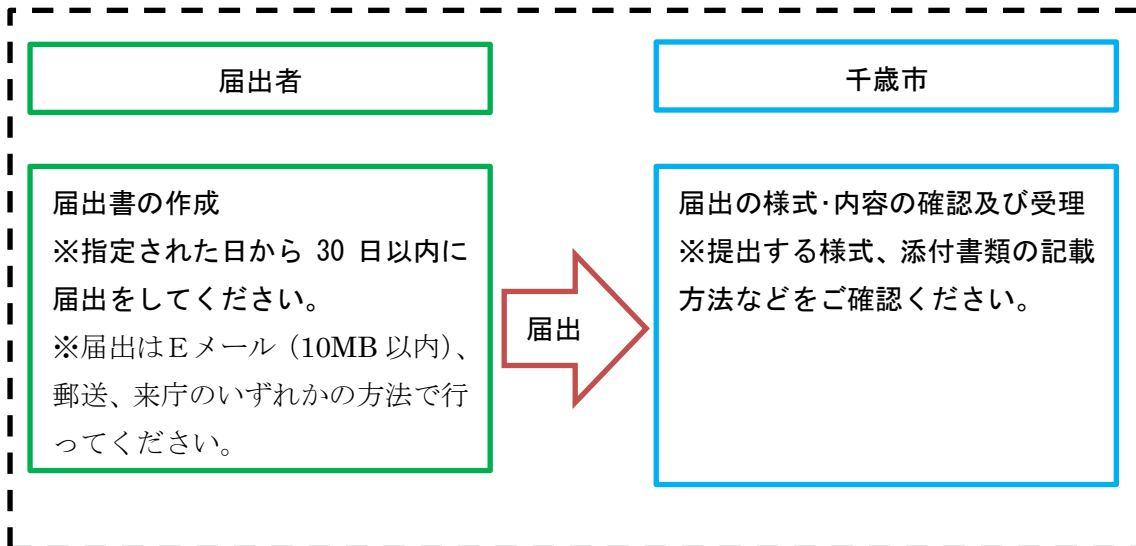 届出者
千歳市
届出書の作成
※指定された日から 30 日以内に
届出をしてください。
※届出はEメール（10MB 以内）、
郵送、来庁のいずれかの方法で行
ってください。
届出
届出の様式･内容の確認及び受理
※提出する様式、添付書類の記載
方法などをご確認ください。